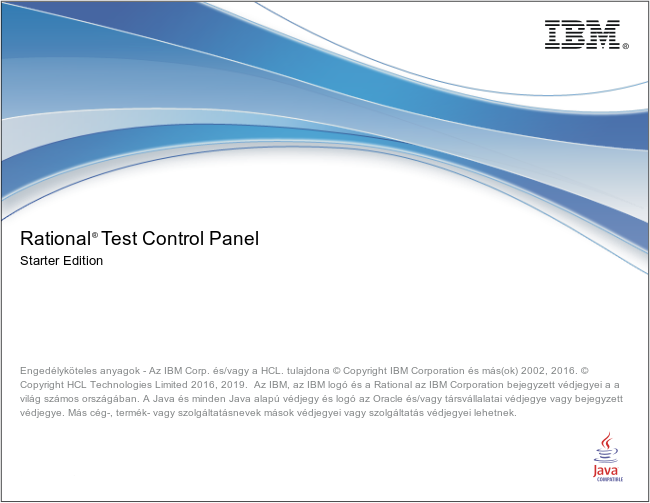 IBM®
Rational® Test Control Panel
Starter Edition
Engedélyköteles anyagok - Az IBM Corp. és/vagy a HCL. tulajdona © Copyright IBM Corporation és más(ok) 2002, 2016. ©
Copyright HCL Technologies Limited 2016, 2019.  Az IBM, az IBM logó és a Rational az IBM Corporation bejegyzett védjegyei a a
világ számos országában. A Java és minden Java alapú védjegy és logó az Oracle és/vagy társvállalatai védjegye vagy bejegyzett
védjegye. Más cég-, termék- vagy szolgáltatásnevek mások védjegyei vagy szolgáltatás védjegyei lehetnek.
Java
COMPATIBLE